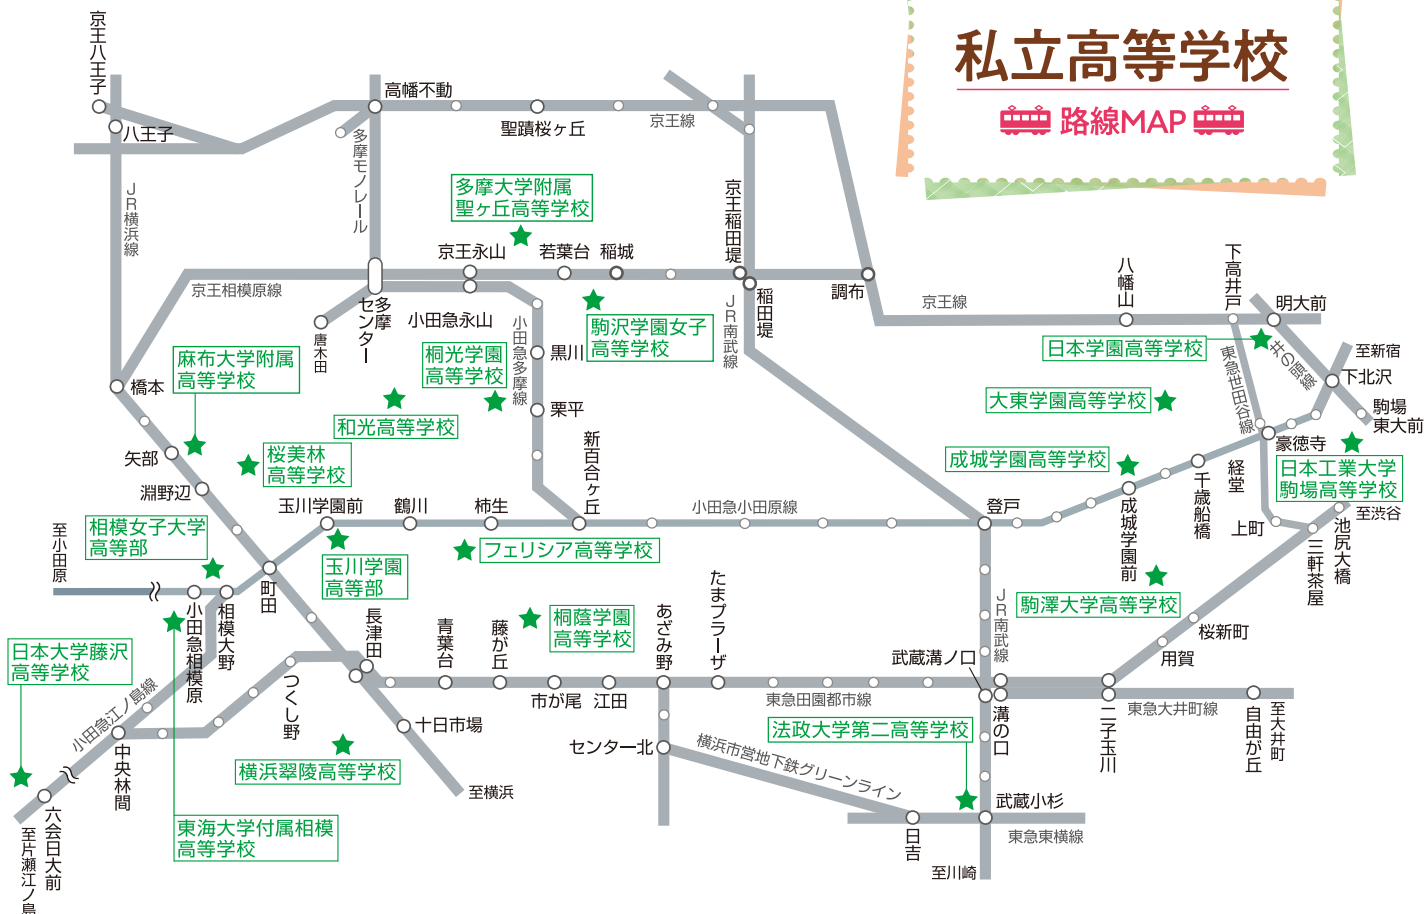 私立高等学校
路線MAP
京王八王子
八王子
JR横浜線
高幡不動
多摩モノレール
聖蹟桜ヶ丘
京王線
多摩大学附属
聖ヶ丘高等学校
京王永山
若葉台
稲城
京王稲田堤
稲田堤
JR南武線
調布
京王線
八幡山
下高井戸
明大前
京王相模原線
多摩
センター
唐木田
小田急永山
小田急多摩線
黒川
栗平
新百合ヶ丘
駒沢学園女子
高等学校
桐光学園
高等学校
和光高等学校
麻布大学附属
高等学校
橋本
矢部
淵野辺
桜美林
高等学校
日本学園高等学校
東急世田谷線
井の頭線
至新宿
下北沢
駒場
東大前
大東学園高等学校
豪徳寺
経堂
成城学園高等学校
日本工業大学
駒場高等学校
千歳船橋
上町
至渋谷
池尻大橋
三軒茶屋
成城学園前
相模女子大学
高等部
至小田原
玉川学園前
鶴川
柿生
小田急小田原線
登戸
フェリシア高等学校
玉川学園
高等部
町田
小田急相模原
相模大野
駒澤大学高等学校
桜新町
用賀
JR南武線
武蔵溝ノ口
溝の口
日本大学藤沢
高等学校
小田急江ノ島線
中央林間
つくし野
長津田
青葉台
藤が丘
桐蔭学園
高等学校
市が尾
江田
あざみ野
たまプラーザ
東急田園都市線
東急大井町線
二子玉川
自由が丘
至大井町
十日市場
至横浜
横浜翠陵高等学校
センター北
横浜市営地下鉄グリーンライン
法政大学第二高等学校
武蔵小杉
東急東横線
日吉
至川崎
六会日大前
至片瀬江ノ島
東海大学付属相模
高等学校